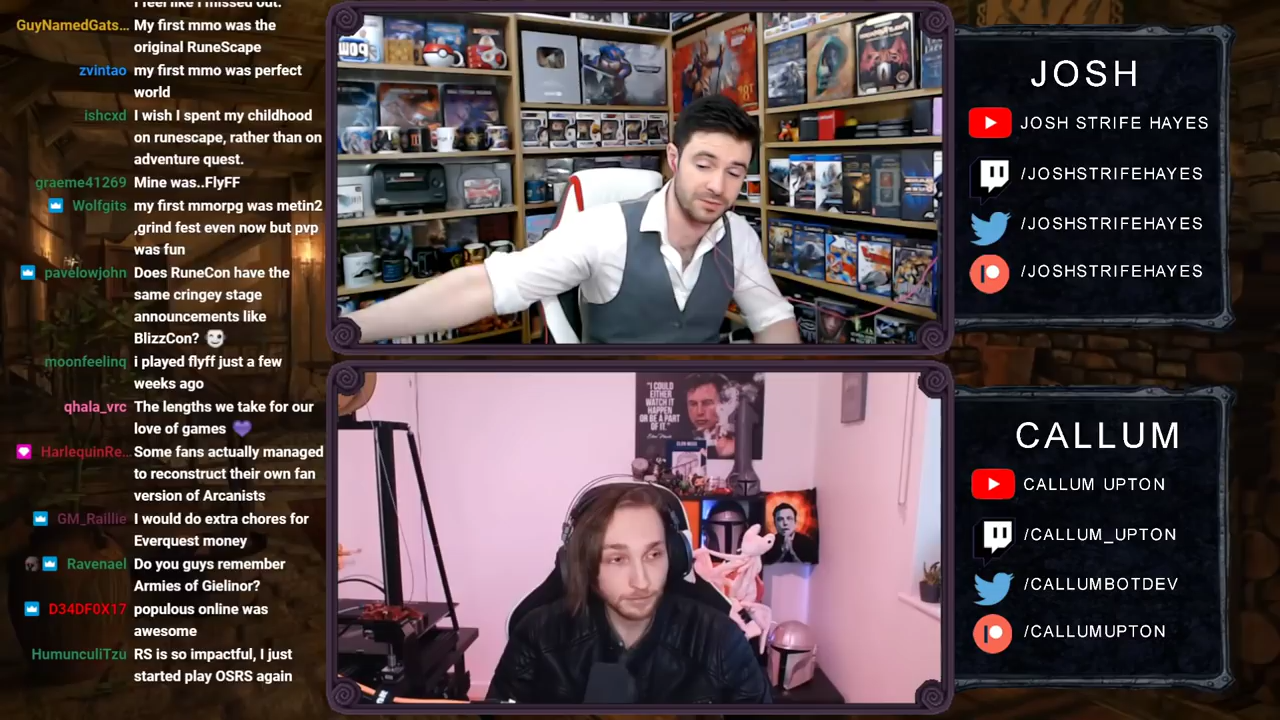 I feel like I missed out.
GuyNamedGats... My first mmo was the
original RuneScape
zvintao my first mmo was perfect
world
ishcxd I wish I spent my childhood
on runescape, rather than on
adventure quest.
graeme41269 Mine was..FlyFF
Wolfgits my first mmorpg was metin2
,grind fest even now but pvp
was fun
pavelowjohn Does RuneCon have the
same cringey stage
announcements like
BlizzCon?
moonfeelinq i played flyff just a few
weeks ago
qhala_vrc The lengths we take for our
love of games 💜
HarlequinRe... Some fans actually managed
to reconstruct their own fan
version of Arcanists
GM_Raillie I would do extra chores for
Everquest money
Ravenael Do you guys remember
Armies of Gielinor?
D34DF0X17 populous online was
awesome
HumunculiTzu RS is so impactful, I just
started play OSRS again
"I COULD
EITHER
WATCH IT
HAPPEN
OR BE A PART
OF IT."
JOSH
JOSH STRIFE HAYES
/JOSHSTRIFEHAYES
/JOSHSTRIFEHAYES
/JOSHSTRIFEHAYES
CALLUM
CALLUM UPTON
/CALLUM_UPTON
/CALLUMBOTDEV
/CALLUMUPTON